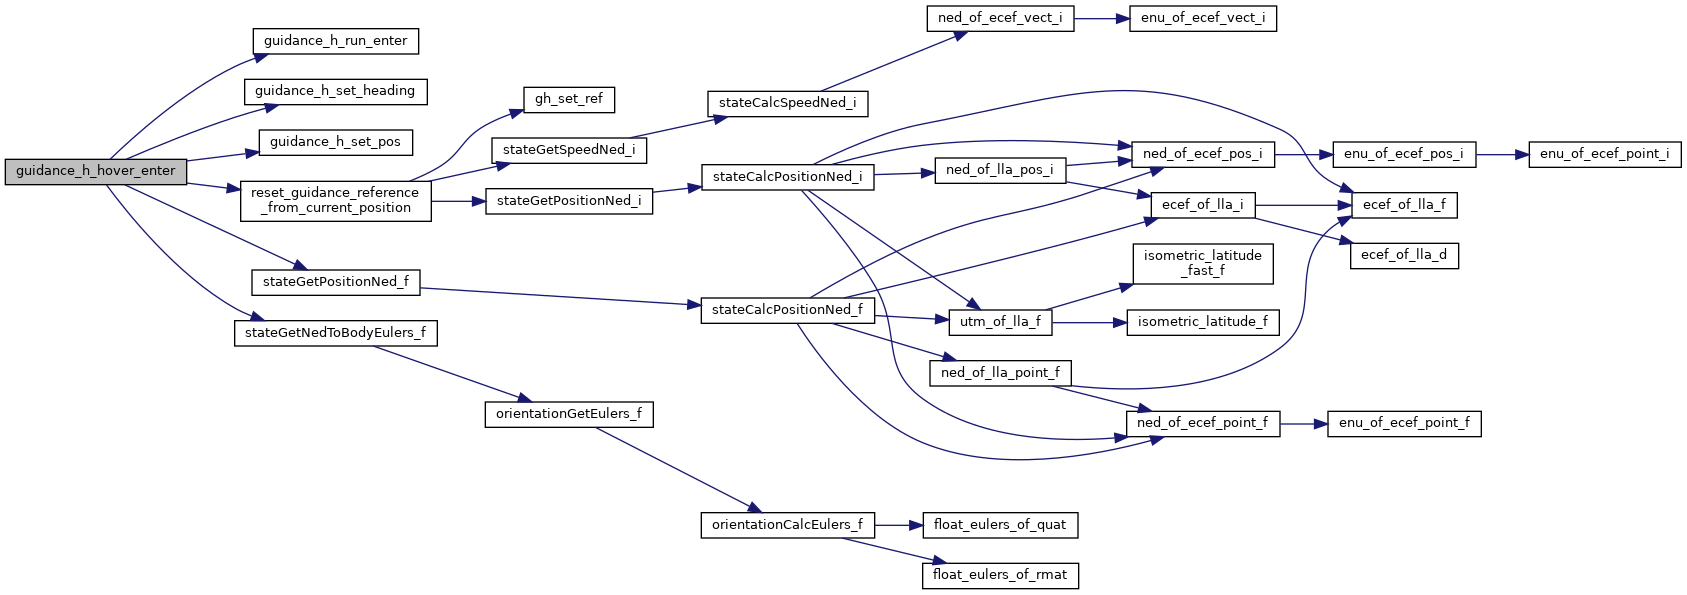 guidance_h_hover_enter
guidance_h_run_enter
guidance_h_set_heading
guidance_h_set_pos
reset_guidance_reference
_from_current_position
stateGetPositionNed_f
stateGetNedToBodyEulers_f
gh_set_ref
stateGetSpeedNed_i
stateGetPositionNed_i
orientationGetEulers_f
stateCalcSpeedNed_i
stateCalcPositionNed_i
stateCalcPositionNed_f
orientationCalcEulers_f
ned_of_ecef_vect_i
ned_of_lla_pos_i
utm_of_lla_f
ned_of_lla_point_f
float_eulers_of_quat
float_eulers_of_rmat
enu_of_ecef_vect_i
ned_of_ecef_pos_i
ecef_of_lla_i
isometric_latitude
_fast_f
isometric_latitude_f
ned_of_ecef_point_f
enu_of_ecef_pos_i
ecef_of_lla_f
ecef_of_lla_d
enu_of_ecef_point_f
enu_of_ecef_point_i